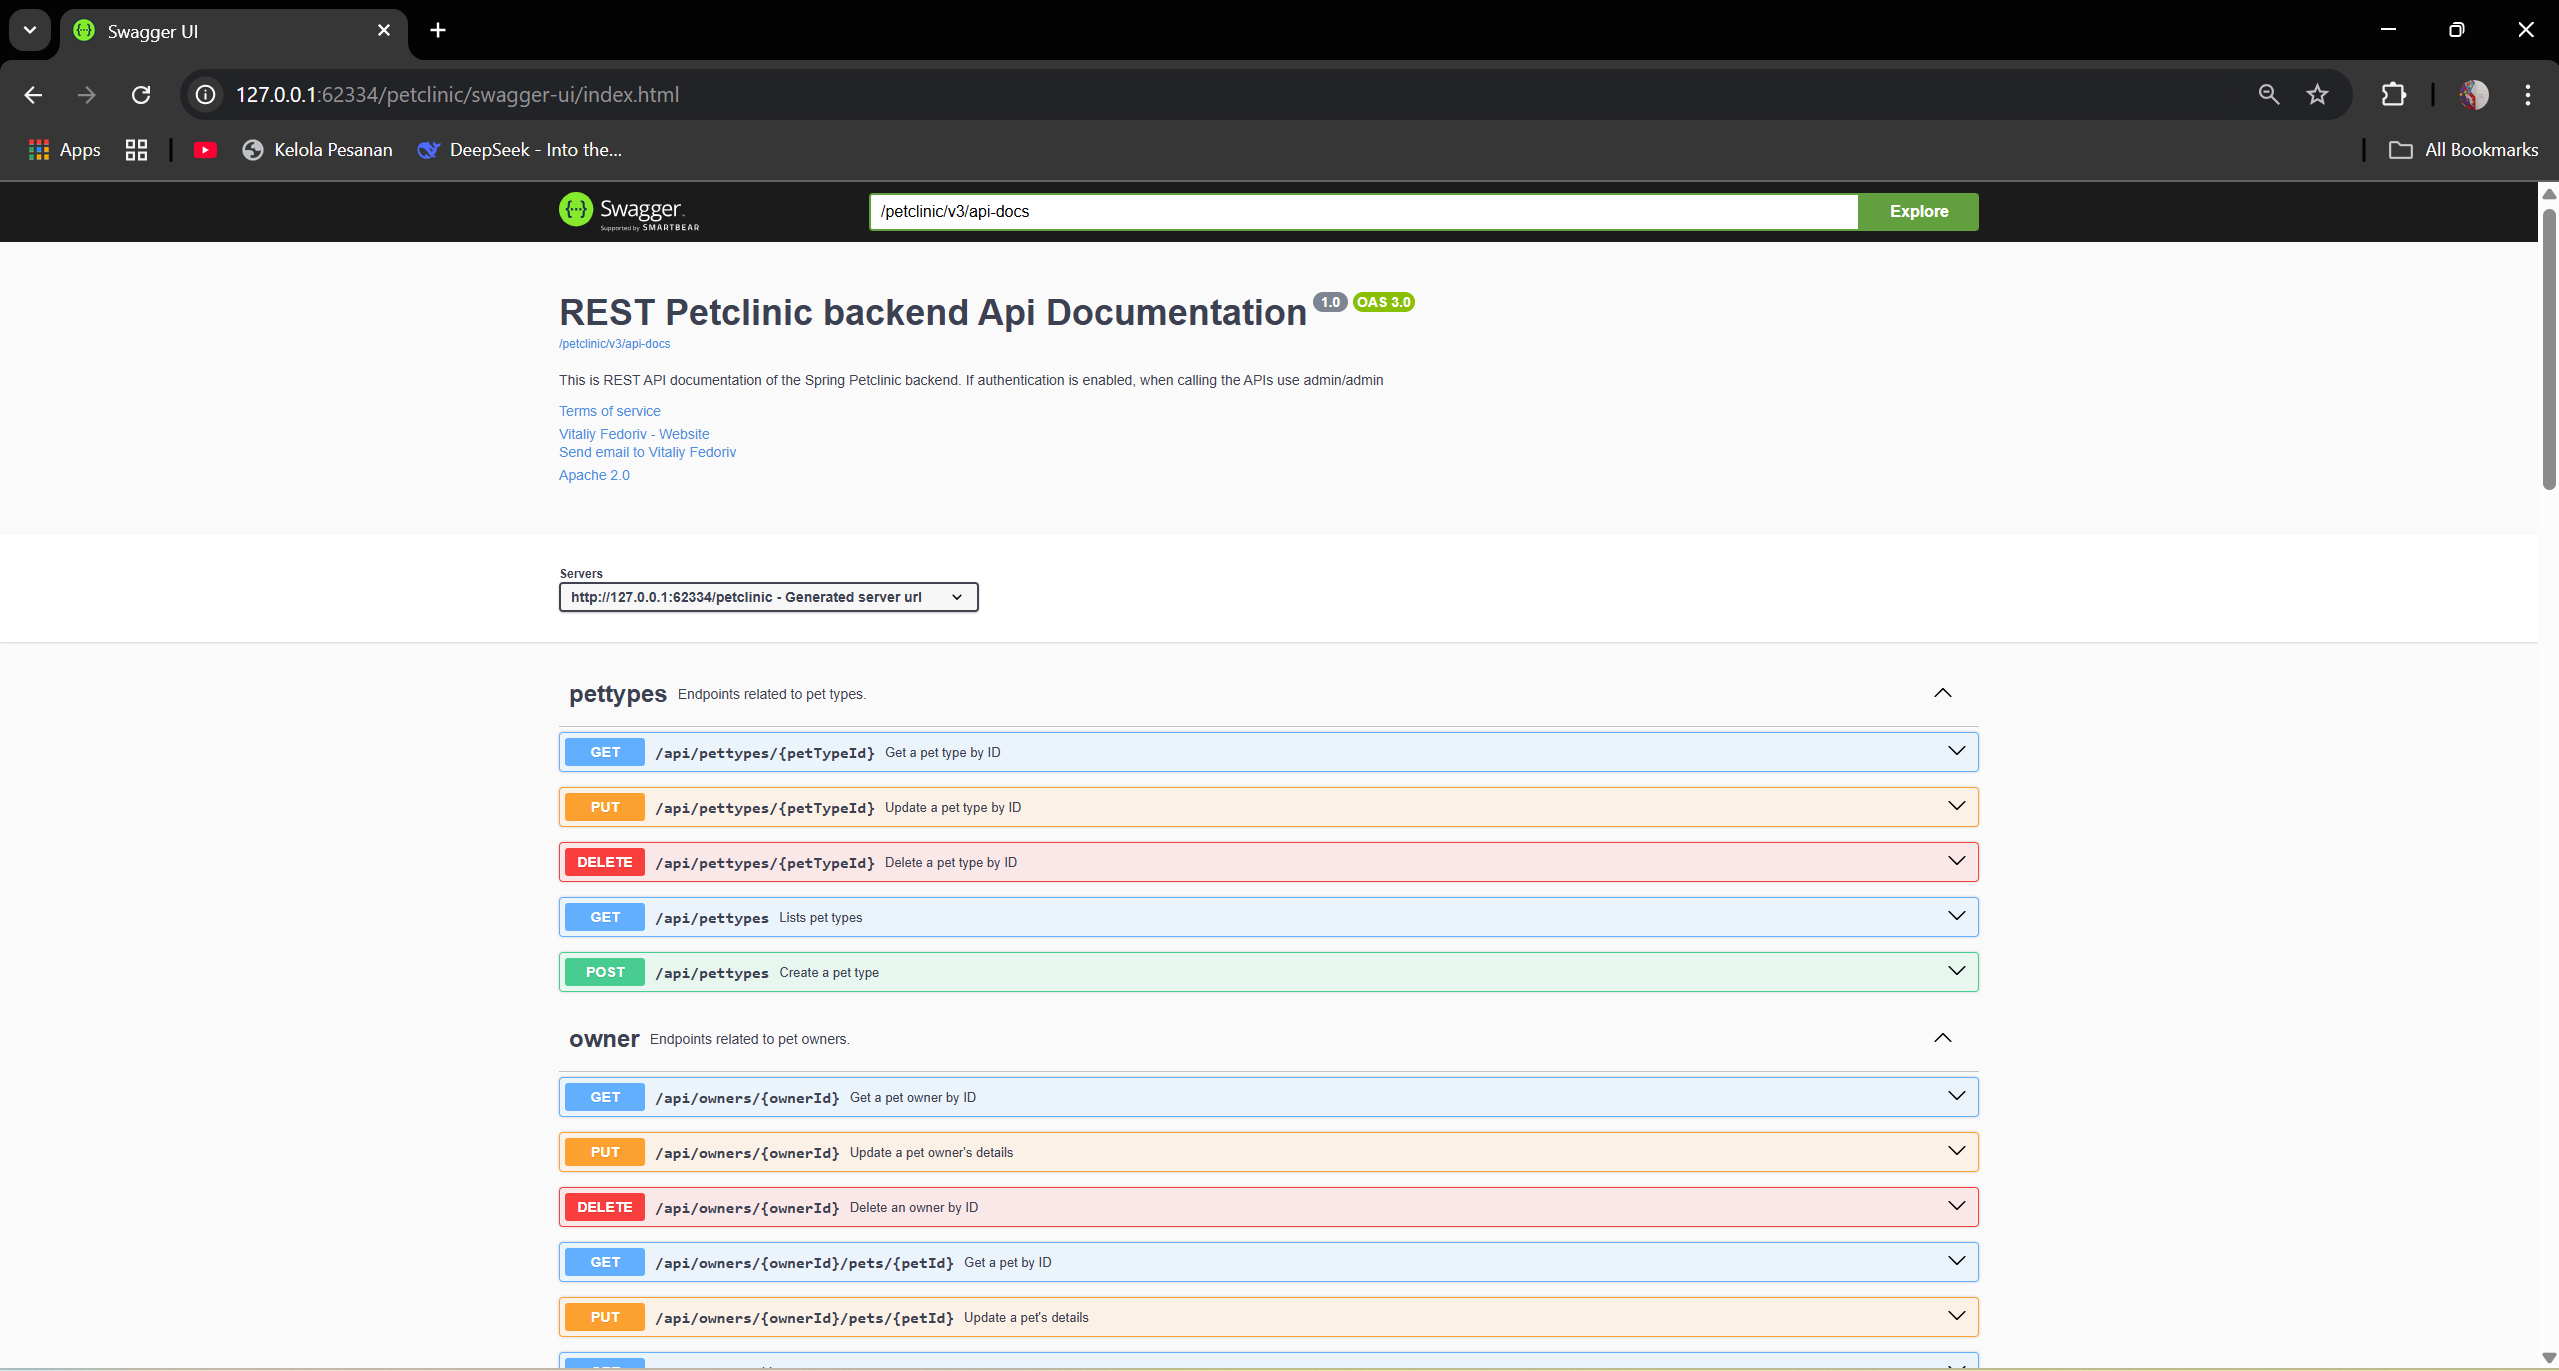 Swagger UI
127.0.0.1:62334/petclinic/swagger-ui/index.html
Apps Kelola Pesanan DeepSeek - Into the... All Bookmarks
Swagger
Supported by SMARTBEAR
/petclinic/v3/api-docs Explore
REST Petclinic backend Api Documentation 1.0 OAS 3.0
/petclinic/v3/api-docs
This is REST API documentation of the Spring Petclinic backend. If authentication is enabled, when calling the APIs use admin/admin
Terms of service
Vitaliy Fedoriv - Website
Send email to Vitaliy Fedoriv
Apache 2.0
Servers
http://127.0.0.1:62334/petclinic - Generated server url
pettypes Endpoints related to pet types.
GET /api/pettypes/{petTypeId} Get a pet type by ID
PUT /api/pettypes/{petTypeId} Update a pet type by ID
DELETE /api/pettypes/{petTypeId} Delete a pet type by ID
GET /api/pettypes Lists pet types
POST /api/pettypes Create a pet type
owner Endpoints related to pet owners.
GET /api/owners/{ownerId} Get a pet owner by ID
PUT /api/owners/{ownerId} Update a pet owner's details
DELETE /api/owners/{ownerId} Delete an owner by ID
GET /api/owners/{ownerId}/pets/{petId} Get a pet by ID
PUT /api/owners/{ownerId}/pets/{petId} Update a pet's details